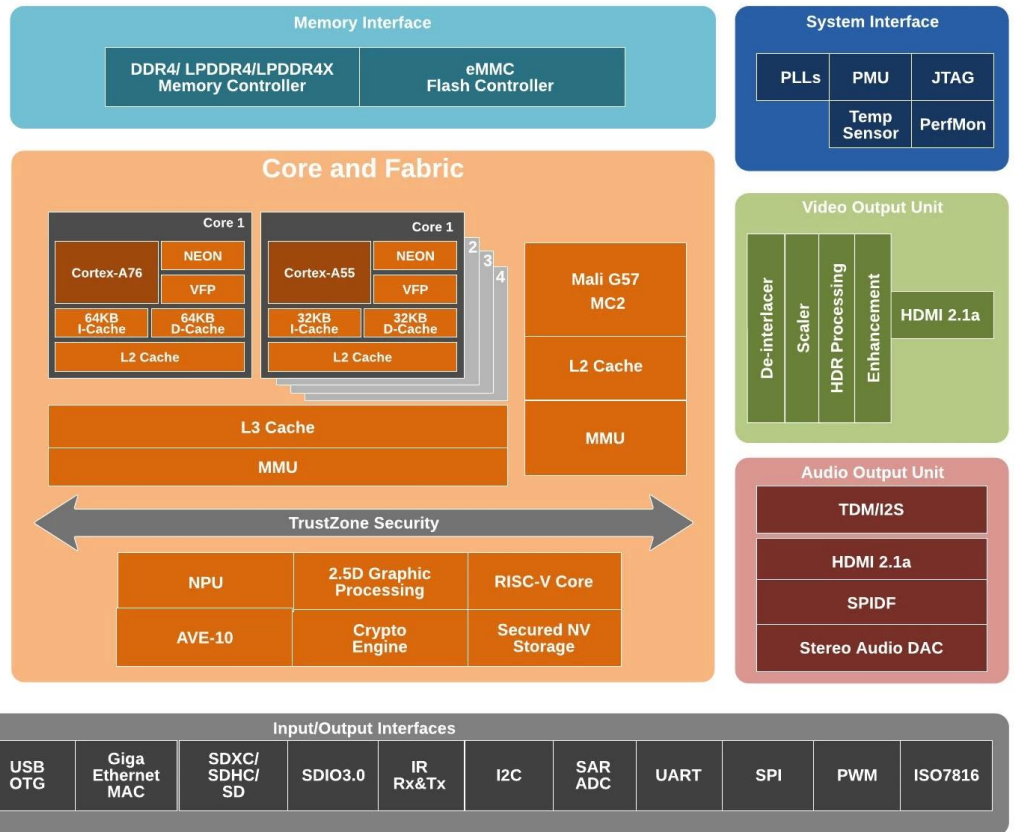 Memory Interface
DDR4/ LPDDR4/LPDDR4X
Memory Controller
eMMC
Flash Controller
System Interface
PLLs
PMU
JTAG
Temp
Sensor
PerfMon
Core and Fabric
Core 1
Cortex-A76
NEON
VFP
64KB
I-Cache
64KB
D-Cache
L2 Cache
Core 1
2
3
4
Cortex-A55
NEON
VFP
32KB
I-Cache
32KB
D-Cache
L2 Cache
Mali G57
MC2
L2 Cache
MMU
L3 Cache
MMU
TrustZone Security
NPU
2.5D Graphic
Processing
RISC-V Core
AVE-10
Crypto
Engine
Secured NV
Storage
Video Output Unit
De-interlacer
Scaler
HDR Processing
Enhancement
HDMI 2.1a
Audio Output Unit
TDM/I2S
HDMI 2.1a
SPIDF
Stereo Audio DAC
Input/Output Interfaces
USB
OTG
Giga
Ethernet
MAC
SDXC/
SDHC/
SD
SDIO3.0
IR
Rx&Tx
I2C
SAR
ADC
UART
SPI
PWM
ISO7816